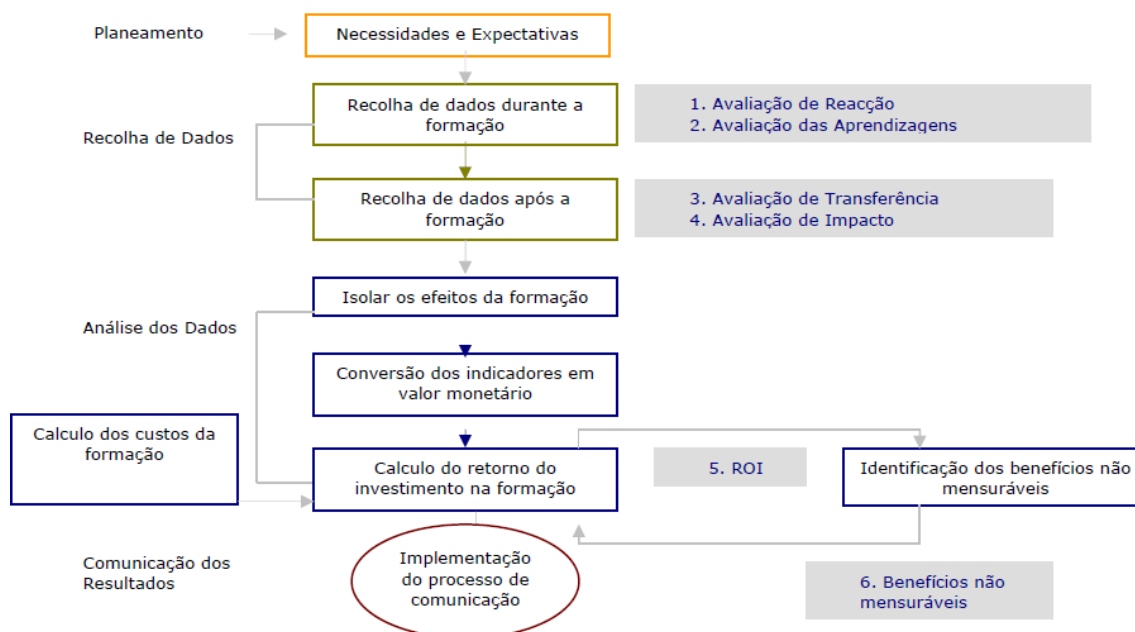 Planeamento
Necessidades e Expectativas
Recolha de dados durante a
formação
1. Avaliação de Reacção
2. Avaliação das Aprendizagens
Recolha de Dados
Recolha de dados após a
formação
3. Avaliação de Transferência
4. Avaliação de Impacto
Isolar os efeitos da formação
Análise dos Dados
Conversão dos indicadores em
valor monetário
Calculo dos custos da
formação
Calculo do retorno do
investimento na formação
5. ROI
Identificação dos benefícios não
mensuráveis
Comunicação dos
Resultados
Implementação
do processo de
comunicação
6. Benefícios não
mensuráveis